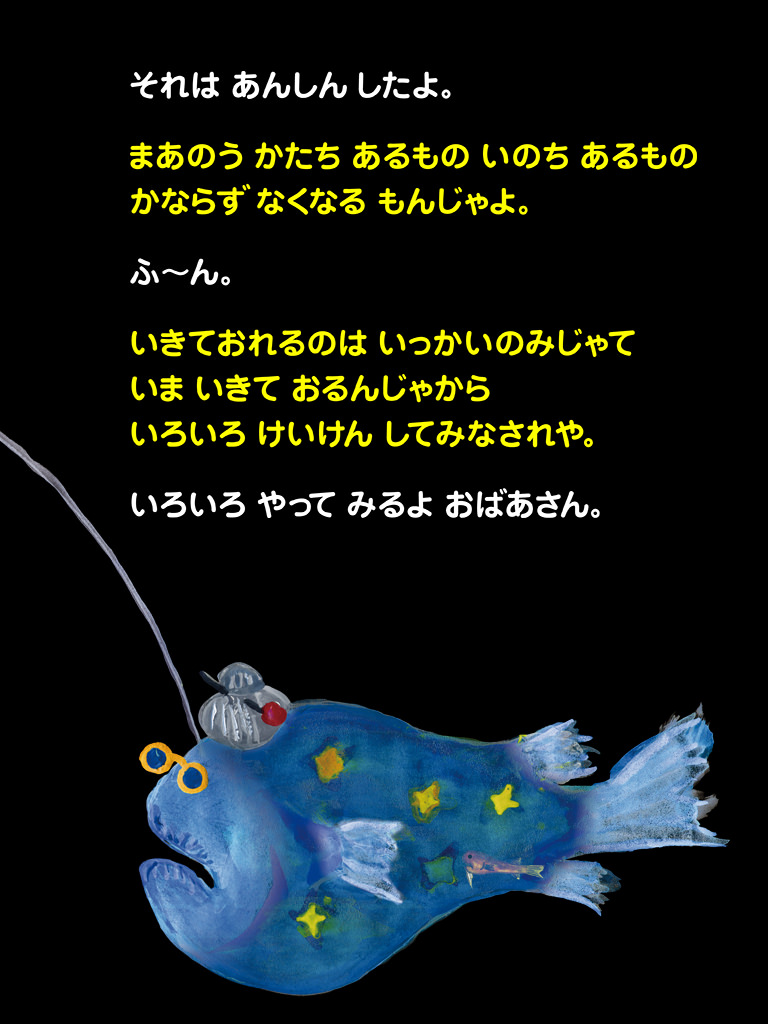 それは あんしん したよ。
まあのう かたち あるもの いのち あるもの
かならず なくなる もんじゃよ。
ふ〜ん。
いきておれるのは いっかいのみじゃて
いま いきて おるんじゃから
いろいろ けいけん してみなされや。
いろいろ やって みるよ おばあさん。